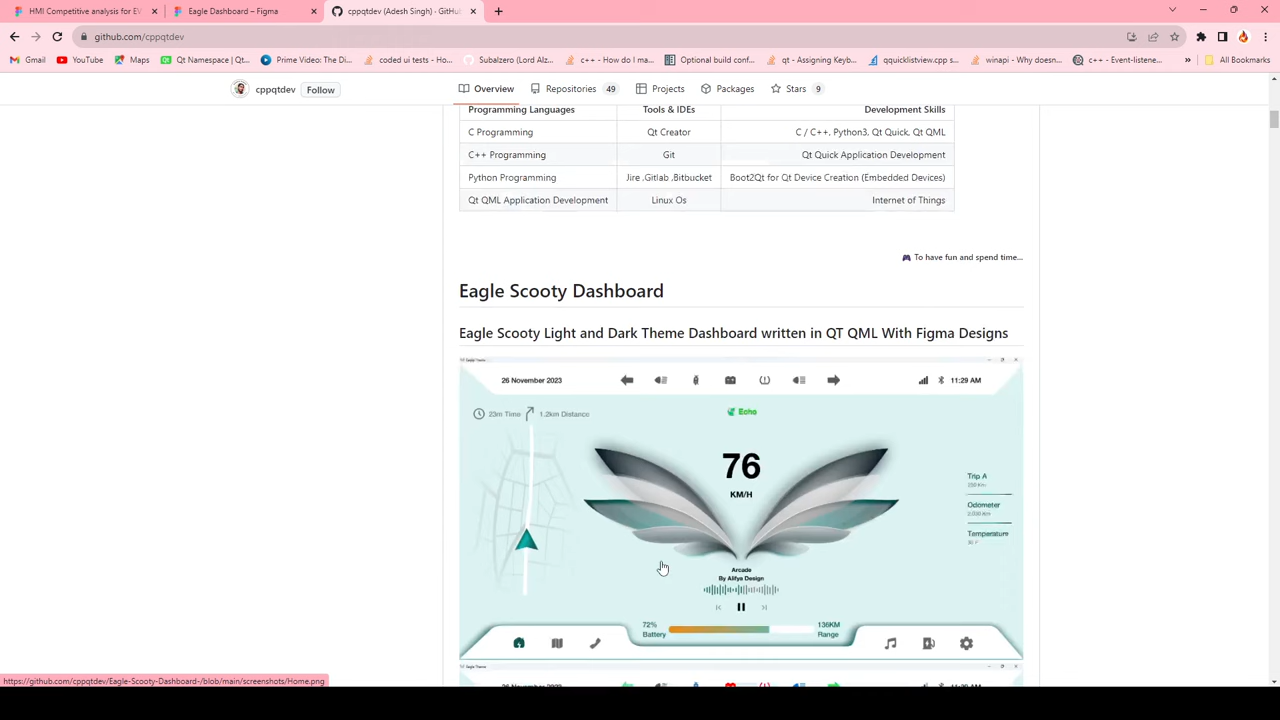 HMI Competitive analysis for EV
Eagle Dashboard – Figma
cppqtdev (Adesh Singh) · GitHub
github.com/cppqtdev
Gmail
YouTube
Maps
Qt Namespace | Qt...
Prime Video: The Di...
coded ui tests - Ho...
Subalzero (Lord Alz...
c++ - How do I ma...
Optional build conf...
qt - Assigning Keyb...
qquicklistview.cpp s...
winapi - Why doesn...
c++ - Event-listene...
»
All Bookmarks
cppqtdev
Follow
Overview
Repositories 49
Projects
Packages
Stars 9
Programming Languages Tools & IDEs Development Skills
C Programming Qt Creator C / C++, Python3, Qt Quick, Qt QML
C++ Programming Git Qt Quick Application Development
Python Programming Jire ,Gitlab ,Bitbucket Boot2Qt for Qt Device Creation (Embedded Devices)
Qt QML Application Development Linux Os Internet of Things
To have fun and spend time...
Eagle Scooty Dashboard
Eagle Scooty Light and Dark Theme Dashboard written in QT QML With Figma Designs
Eagle Theme
26 November 2023
11:29 AM
23m Time
1.2km Distance
Echo
76
KM/H
Trip A
Odometer
Temperature
Arcade
By Alifya Design
72%
Battery
136KM
Range
Eagle Theme
https://github.com/cppqtdev/Eagle-Scooty-Dashboard-/blob/main/screenshots/Home.png